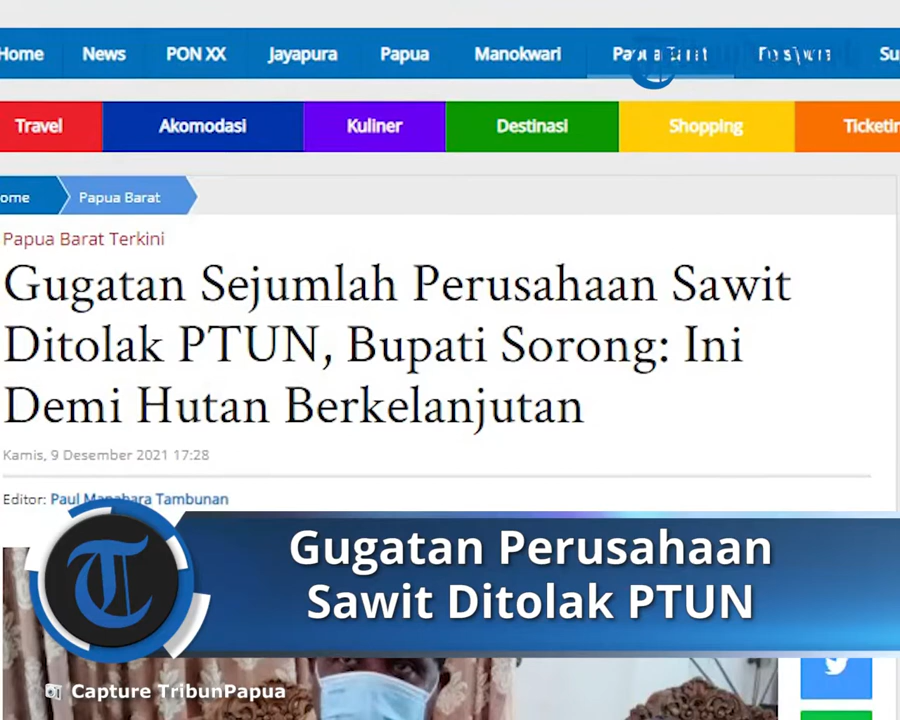 Home News PON XX Jayapura Papua Manokwari Papua Barat
Travel Akomodasi Kuliner Destinasi Shopping
ome Papua Barat
Papua Barat Terkini
Gugatan Sejumlah Perusahaan Sawit
Ditolak PTUN, Bupati Sorong: Ini
Demi Hutan Berkelanjutan
Kamis, 9 Desember 2021 17:28
Editor: Paul Manahara Tambunan
Gugatan Perusahaan
Sawit Ditolak PTUN
Capture TribunPapua